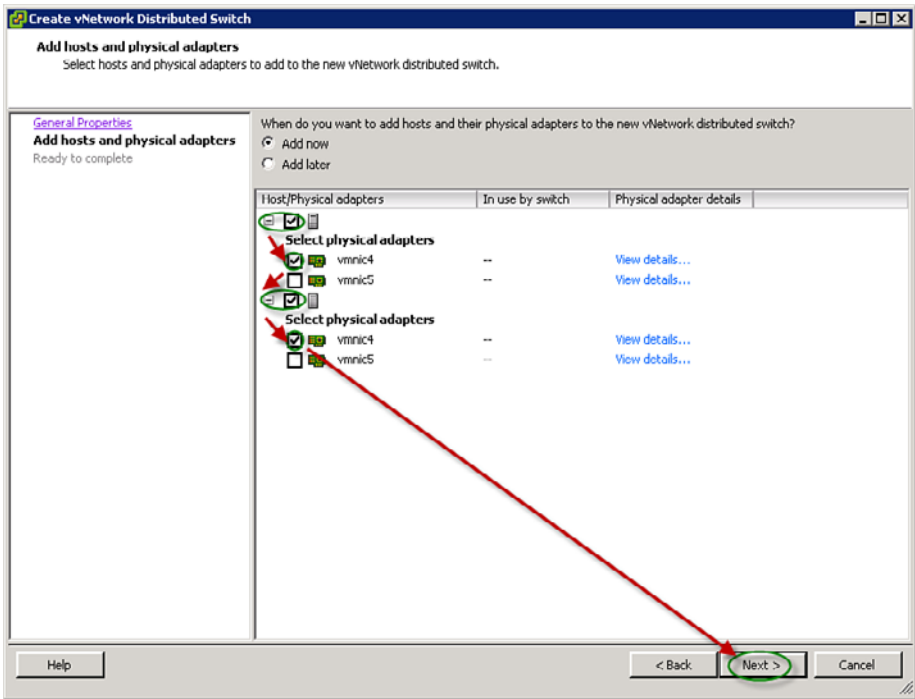 Create vNetwork Distributed Switch
Add hosts and physical adapters
Select hosts and physical adapters to add to the new vNetwork distributed switch.
General Properties
Add hosts and physical adapters
Ready to complete
When do you want to add hosts and their physical adapters to the new vNetwork distributed switch?
Add now
Add later
Host/Physical adapters In use by switch Physical adapter details
Select physical adapters
vmnic4 -- View details...
vmnic5 -- View details...
Select physical adapters
vmnic4 -- View details...
vmnic5 -- View details...
Help < Back Next > Cancel